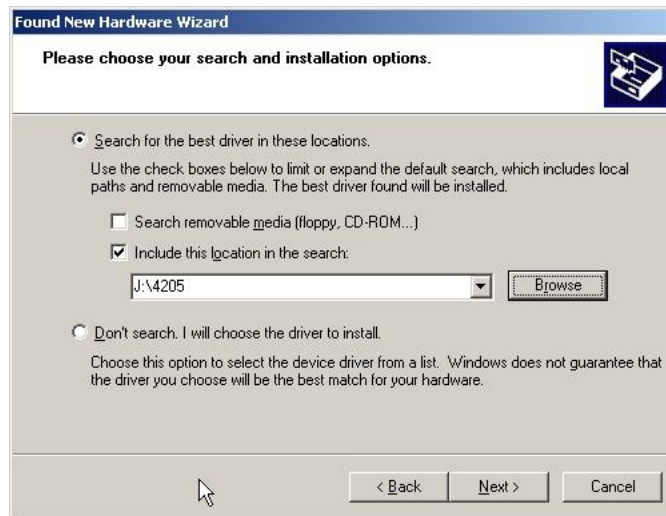 Found New Hardware Wizard
Please choose your search and installation options.
Search for the best driver in these locations.
Use the check boxes below to limit or expand the default search, which includes local
paths and removable media. The best driver found will be installed.
Search removable media (floppy, CD-ROM...)
Include this location in the search:
J:\4205
Browse
Don't search. I will choose the driver to install.
Choose this option to select the device driver from a list. Windows does not guarantee that
the driver you choose will be the best match for your hardware.
< Back
Next >
Cancel